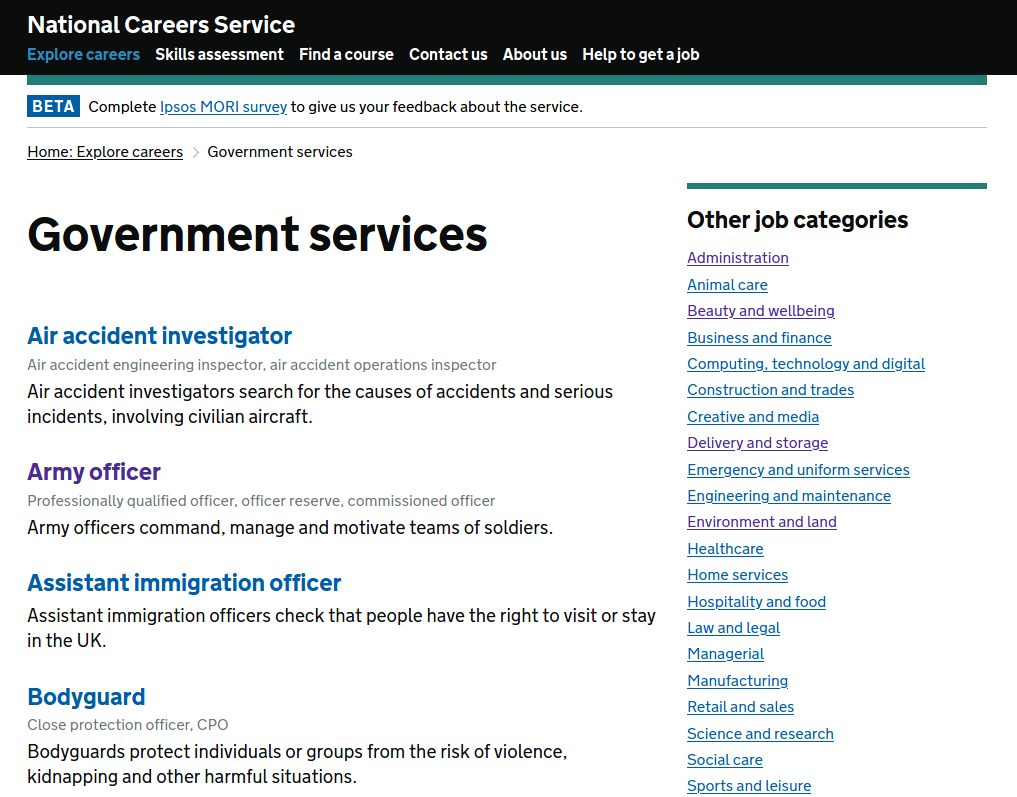 National Careers Service
Explore careers Skills assessment Find a course Contact us About us Help to get a job
BETA Complete Ipsos MORI survey to give us your feedback about the service.
Home: Explore careers > Government services
Government services
Air accident investigator
Air accident engineering inspector, air accident operations inspector
Air accident investigators search for the causes of accidents and serious
incidents, involving civilian aircraft.
Army officer
Professionally qualified officer, officer reserve, commissioned officer
Army officers command, manage and motivate teams of soldiers.
Assistant immigration officer
Assistant immigration officers check that people have the right to visit or stay
in the UK.
Bodyguard
Close protection officer, CPO
Bodyguards protect individuals or groups from the risk of violence,
kidnapping and other harmful situations.
Other job categories
Administration
Animal care
Beauty and wellbeing
Business and finance
Computing, technology and digital
Construction and trades
Creative and media
Delivery and storage
Emergency and uniform services
Engineering and maintenance
Environment and land
Healthcare
Home services
Hospitality and food
Law and legal
Managerial
Manufacturing
Retail and sales
Science and research
Social care
Sports and leisure